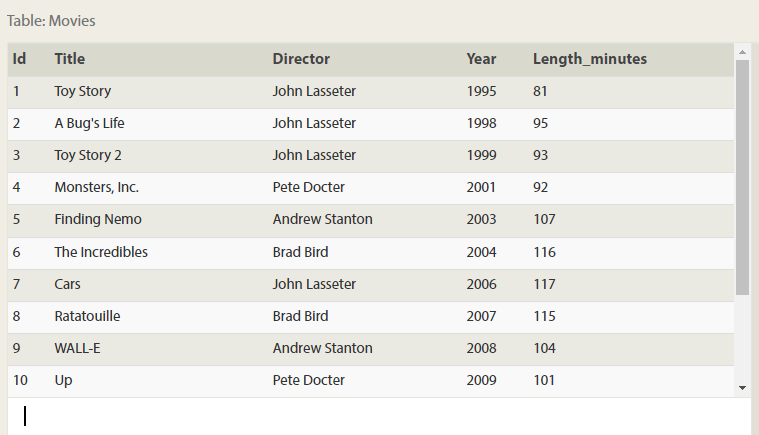 Table: Movies
Id Title Director Year Length_minutes
1 Toy Story John Lasseter 1995 81
2 A Bug's Life John Lasseter 1998 95
3 Toy Story 2 John Lasseter 1999 93
4 Monsters, Inc. Pete Docter 2001 92
5 Finding Nemo Andrew Stanton 2003 107
6 The Incredibles Brad Bird 2004 116
7 Cars John Lasseter 2006 117
8 Ratatouille Brad Bird 2007 115
9 WALL-E Andrew Stanton 2008 104
10 Up Pete Docter 2009 101